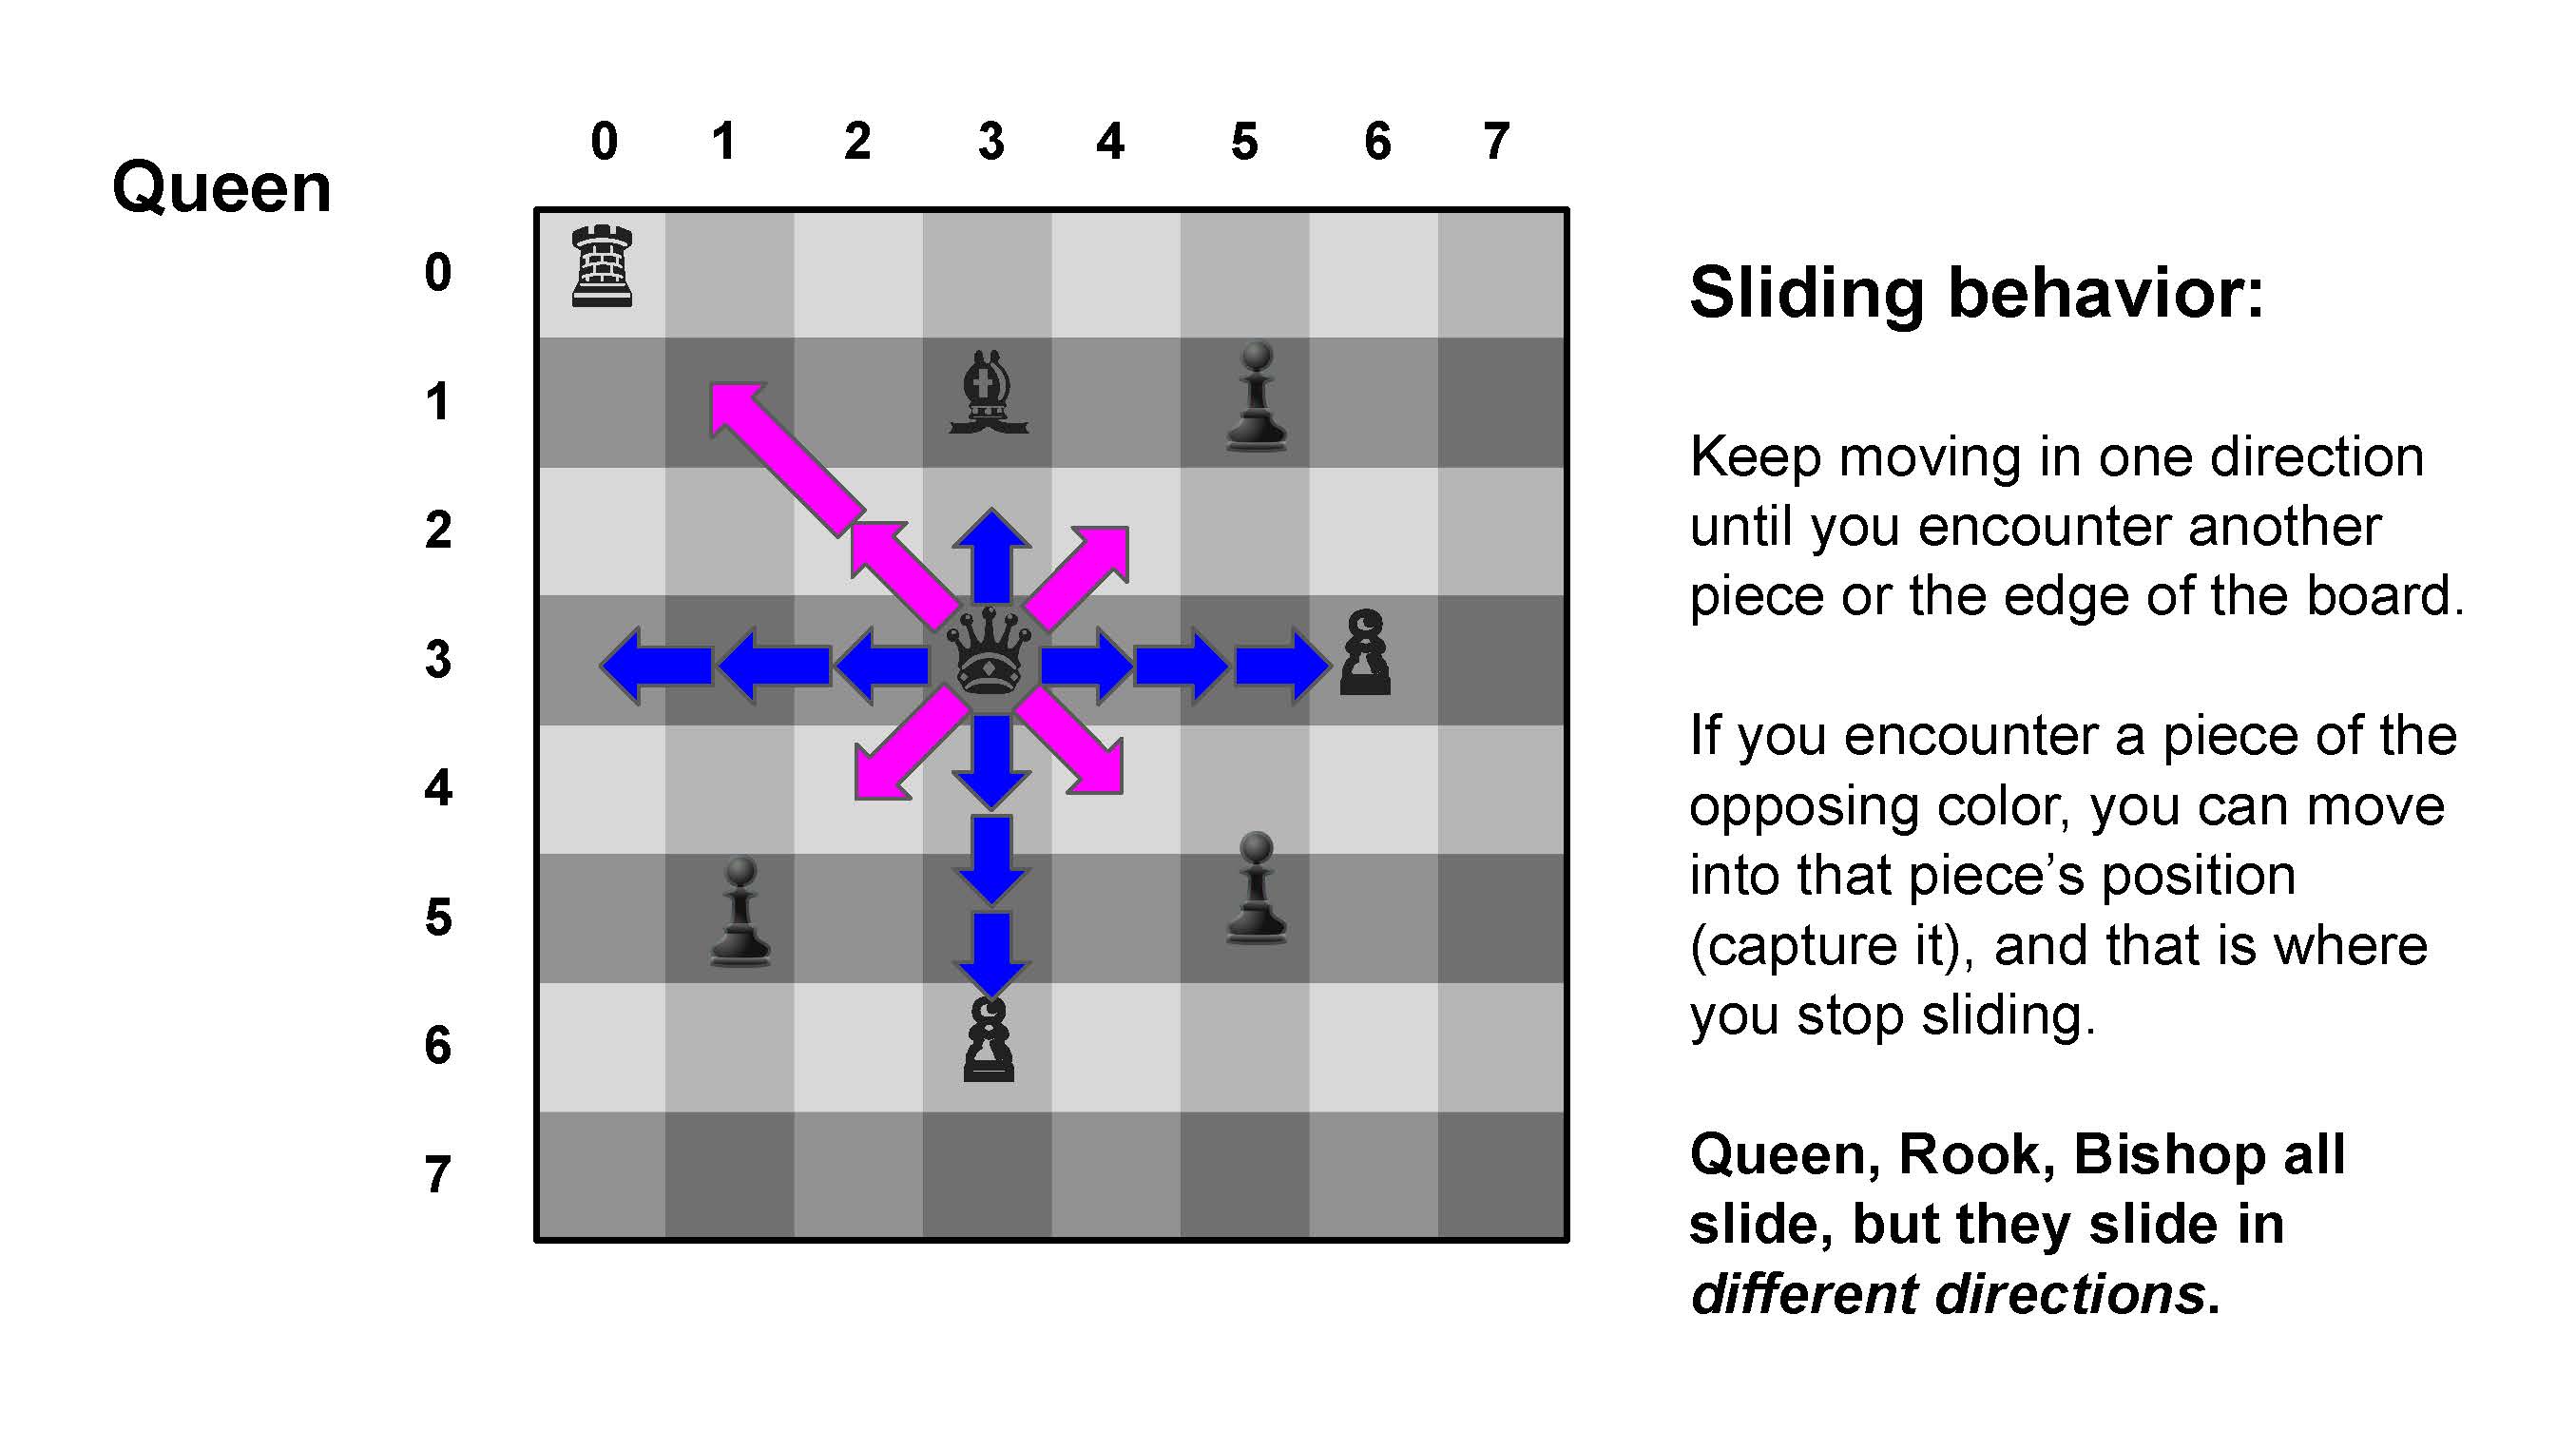 Queen
0 1 2 3 4 5 6 7
0
1
2
3
4
5
6
7
Sliding behavior:
Keep moving in one direction
until you encounter another
piece or the edge of the board.
If you encounter a piece of the
opposing color, you can move
into that piece’s position
(capture it), and that is where
you stop sliding.
Queen, Rook, Bishop all
slide, but they slide in
different directions.